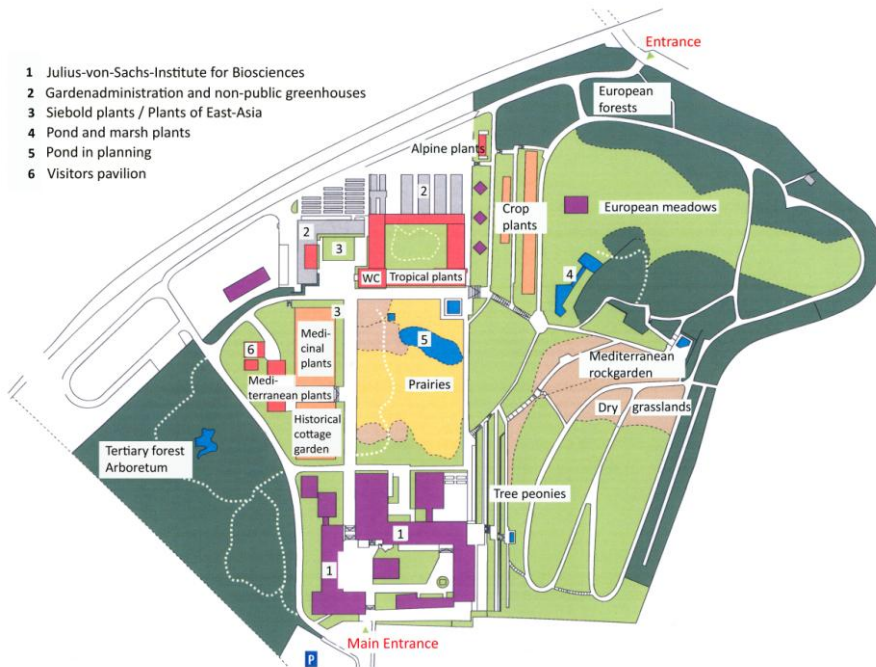 Entrance
1 Julius-von-Sachs-Institute for Biosciences
2 Gardenadministration and non-public greenhouses
3 Siebold plants / Plants of East-Asia
4 Pond and marsh plants
5 Pond in planning
6 Visitors pavilion
European
forests
Alpine plants
2
Crop
plants
European meadows
2
3
4
WC
Tropical plants
3
Medi-
cinal
plants
5
6
Medi-
terranean plants
Prairies
Mediterranean
rockgarden
Dry grasslands
Historical
cottage
garden
Tertiary forest
Arboretum
Tree peonies
1
1
Main Entrance
P